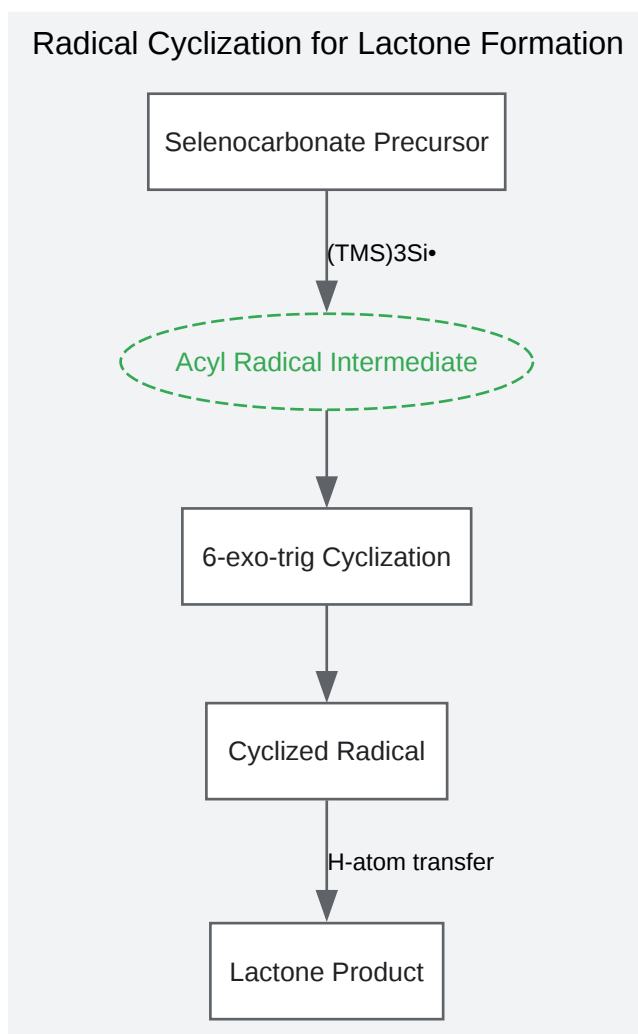 Radical Cyclization for Lactone Formation
Selenocarbonate Precursor
(TMS)3Si•
Acyl Radical Intermediate
6-exo-trig Cyclization
Cyclized Radical
H-atom transfer
Lactone Product